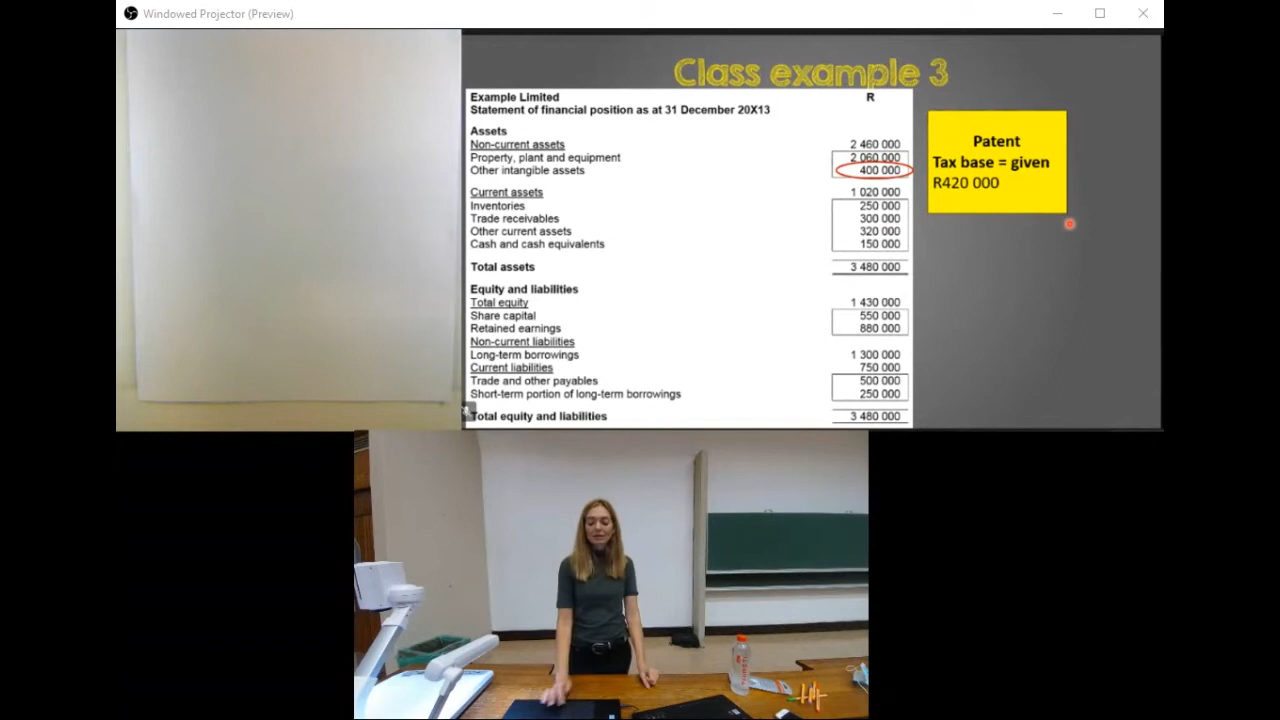 Windowed Projector (Preview)
Class example 3
Example Limited R
Statement of financial position as at 31 December 20X13
Assets
Non-current assets 2 460 000
Property, plant and equipment 2 060 000
Other intangible assets 400 000
Current assets 1 020 000
Inventories 250 000
Trade receivables 300 000
Other current assets 320 000
Cash and cash equivalents 150 000
Total assets 3 480 000
Equity and liabilities
Total equity 1 430 000
Share capital 550 000
Retained earnings 880 000
Non-current liabilities
Long-term borrowings 1 300 000
Current liabilities 750 000
Trade and other payables 500 000
Short-term portion of long-term borrowings 250 000
Total equity and liabilities 3 480 000
Patent
Tax base = given
R420 000